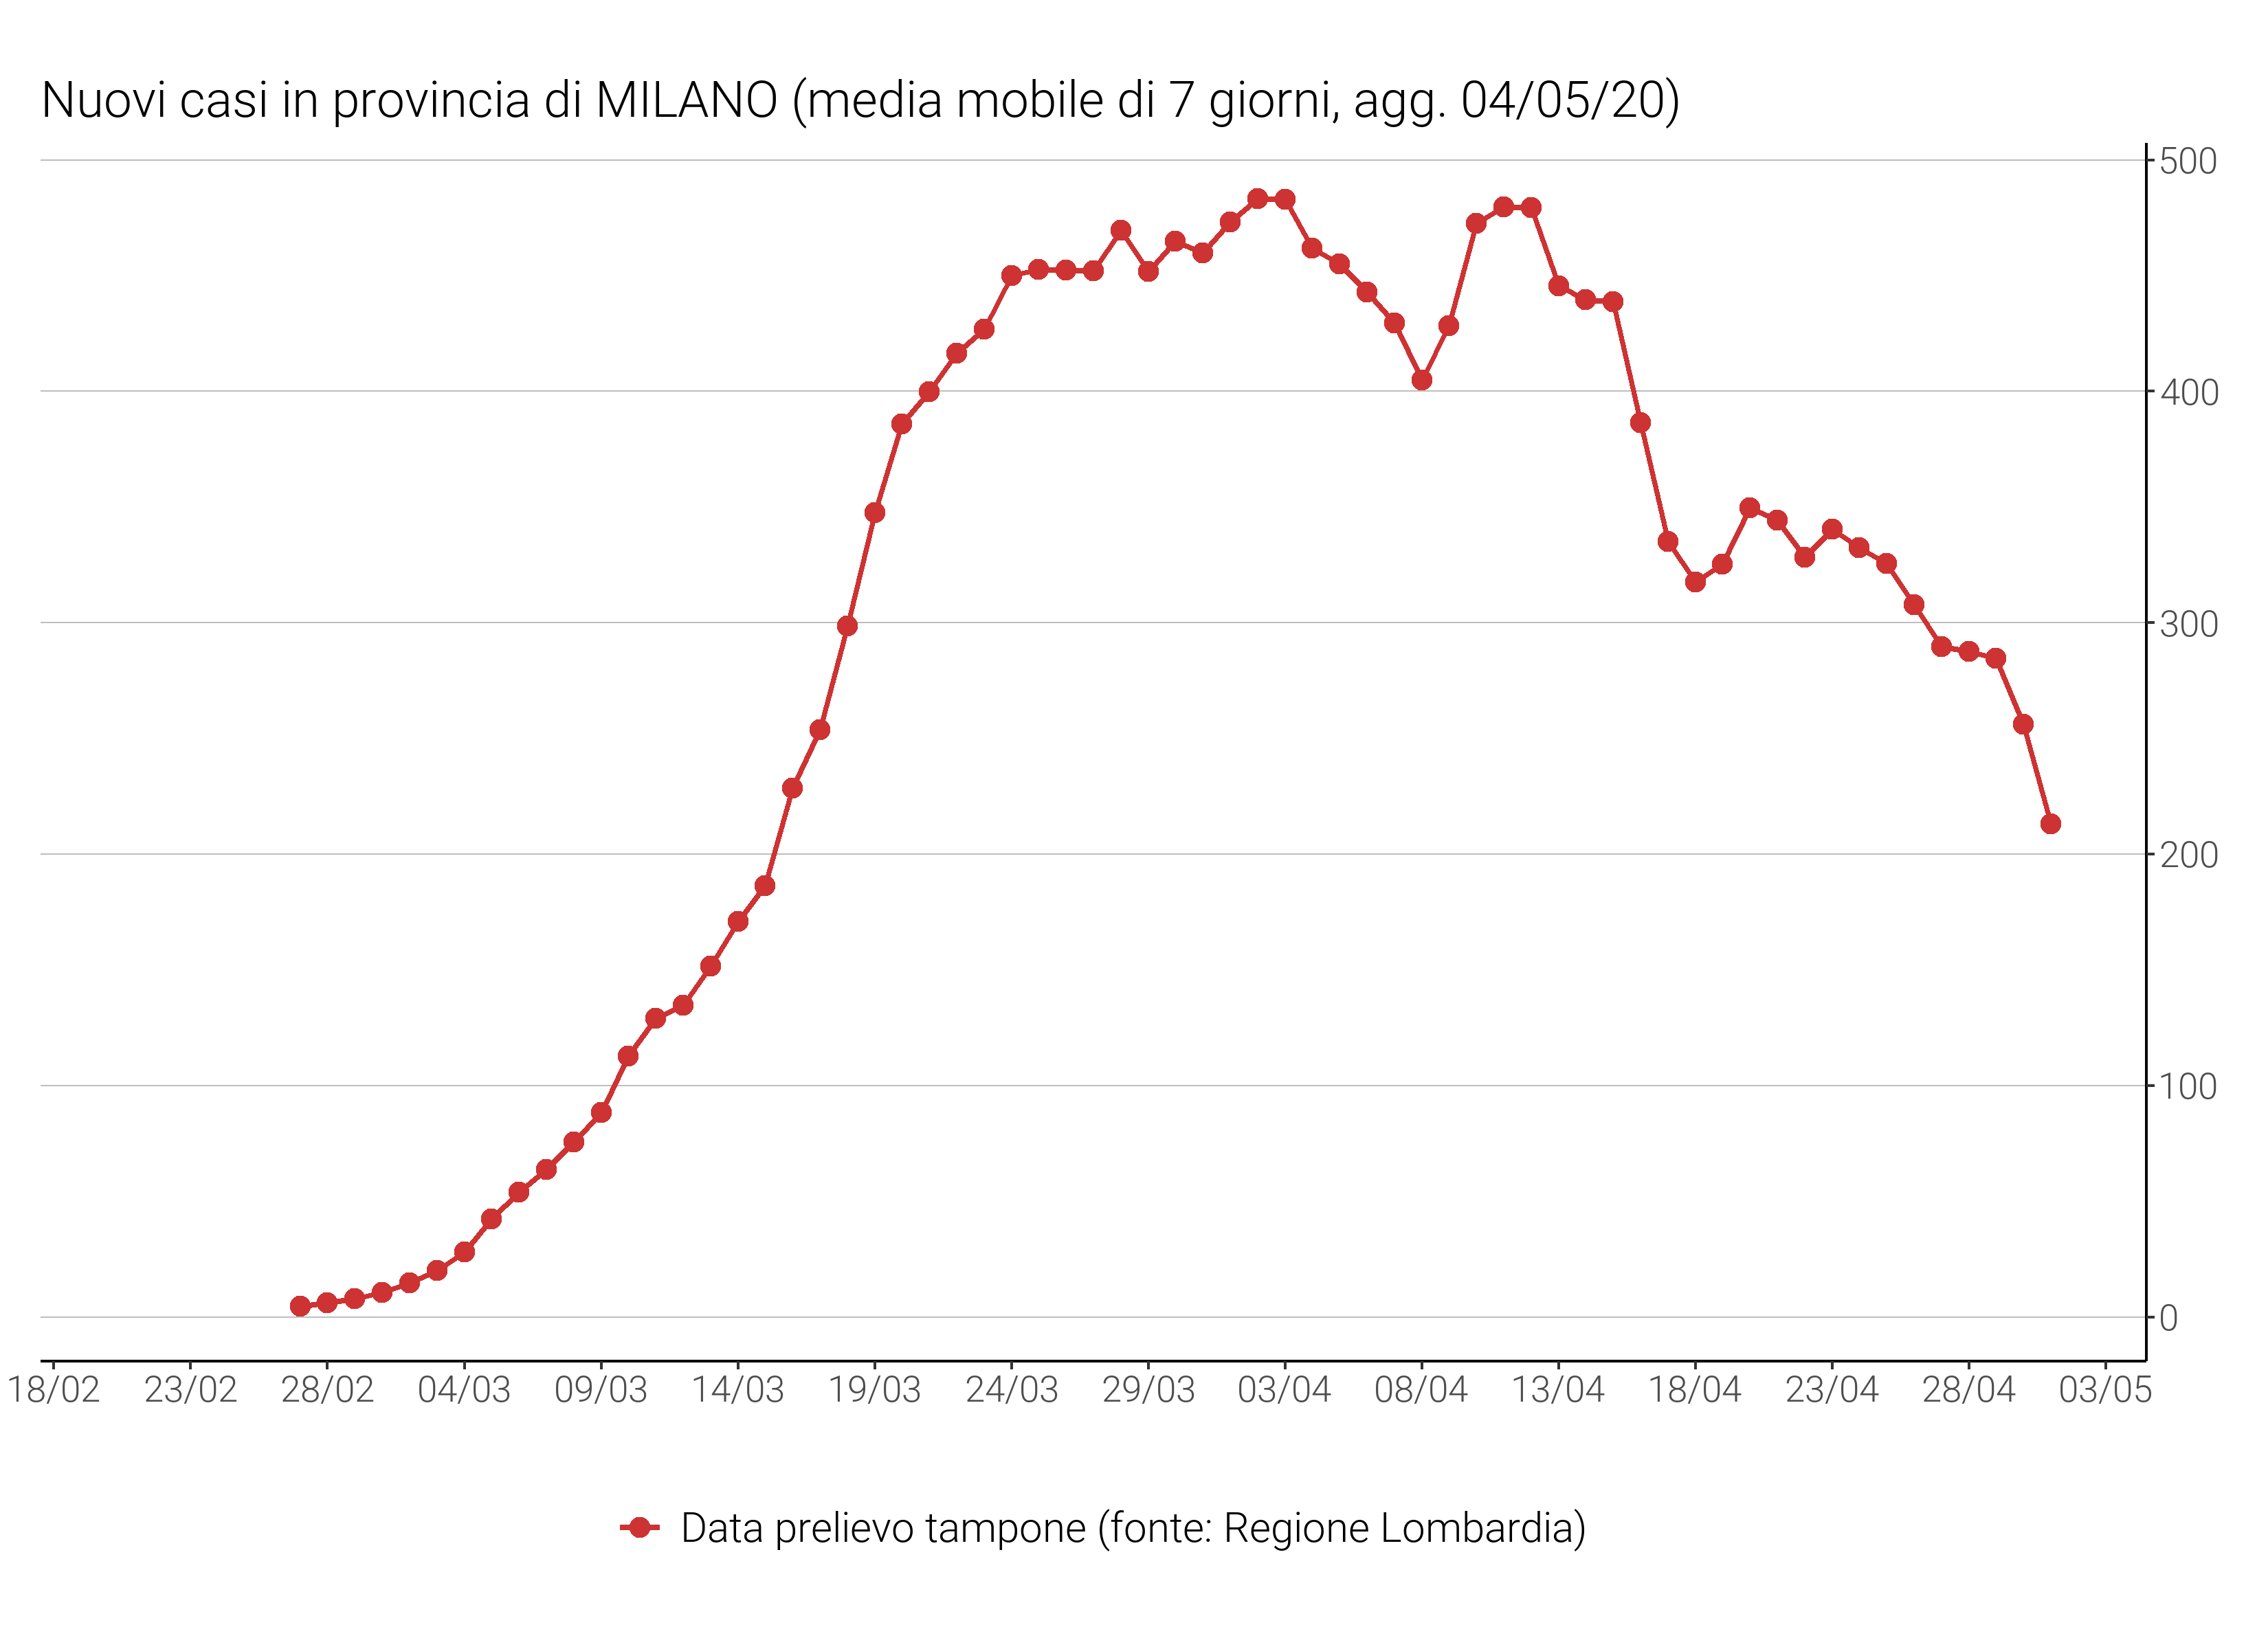 Nuovi casi in provincia di MILANO (media mobile di 7 giorni, agg. 04/05/20)
500
400
300
200
100
0
18/02 23/02 28/02 04/03 09/03 14/03 19/03 24/03 29/03 03/04 08/04 13/04 18/04 23/04 28/04 03/05
Data prelievo tampone (fonte: Regione Lombardia)